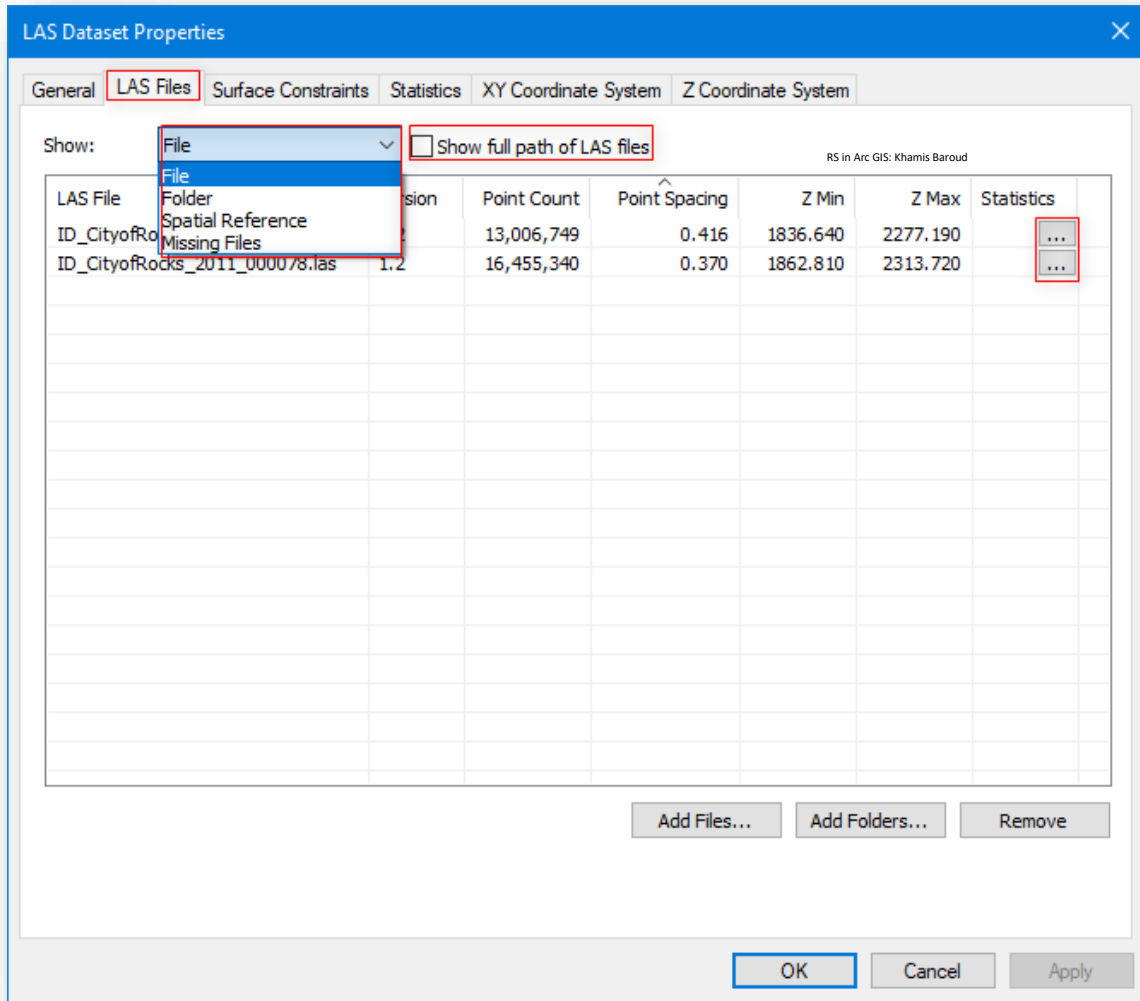 LAS Dataset Properties
General LAS Files Surface Constraints Statistics XY Coordinate System Z Coordinate System
Show: File Show full path of LAS files
RS in Arc GIS: Khamis Baroud
File
Folder
Spatial Reference
Missing Files
LAS File Point Count Point Spacing Z Min Z Max Statistics
13,006,749 0.416 1836.640 2277.190 ...
ID_CityofRocks_2011_000078.las 1.2 16,455,340 0.370 1862.810 2313.720 ...
Add Files... Add Folders... Remove
OK Cancel Apply